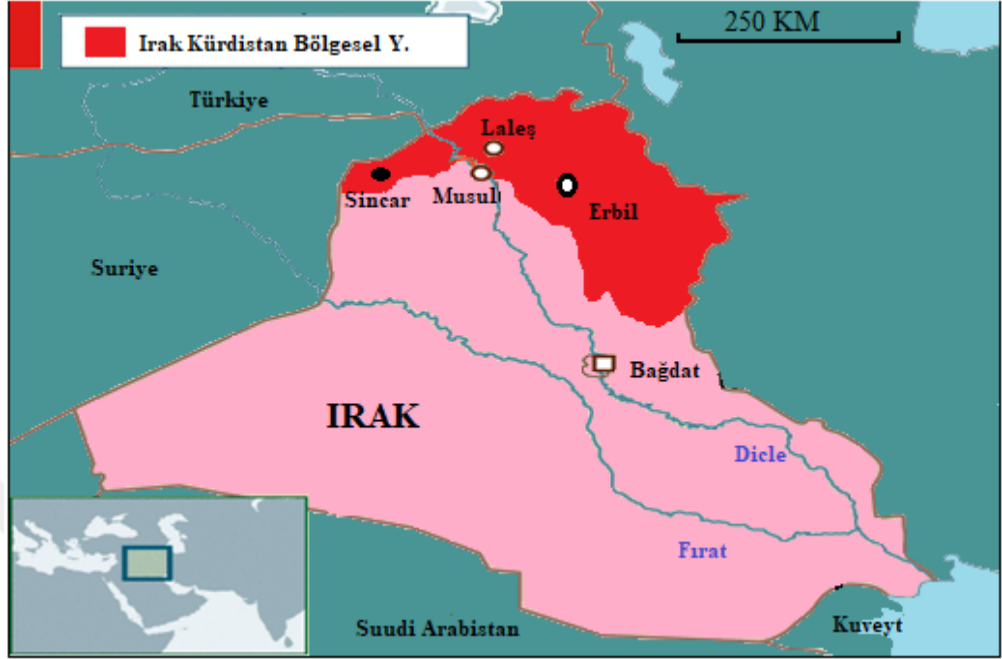 250 KM
Irak Kürdistan Bölgesel Y.
Türkiye
Laleş
Sincar
Musul
Erbil
Suriye
Bağdat
IRAK
Dicle
Fırat
Suudi Arabistan
Kuveyt